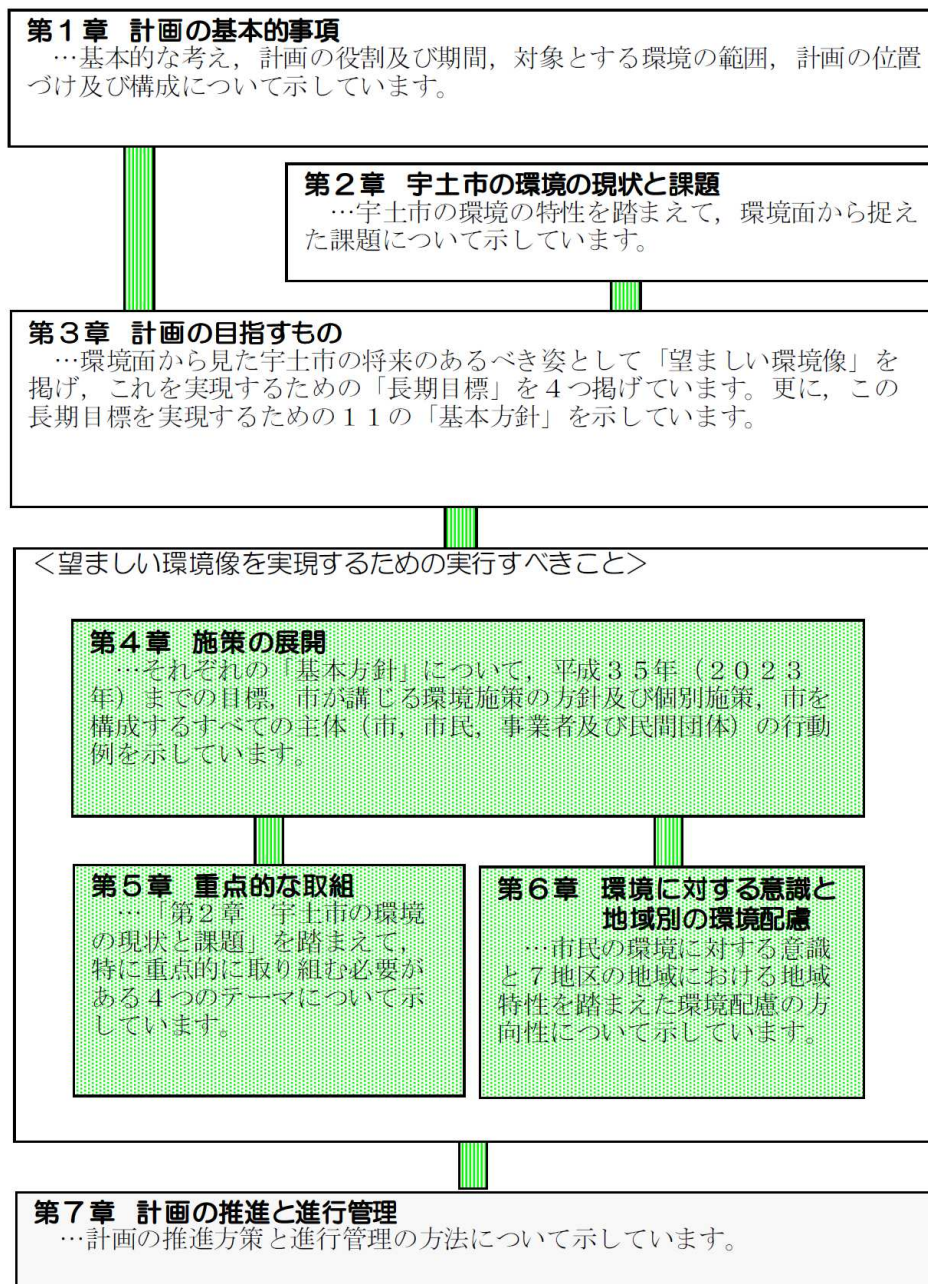 第１章 計画の基本的事項
…基本的な考え，計画の役割及び期間，対象とする環境の範囲，計画の位置
づけ及び構成について示しています。
第２章 宇土市の環境の現状と課題
…宇土市の環境の特性を踏まえて，環境面から捉え
た課題について示しています。
第３章 計画の目指すもの
…環境面から見た宇土市の将来のあるべき姿として「望ましい環境像」を
掲げ，これを実現するための「長期目標」を４つ掲げています。更に，この
長期目標を実現するための１１の「基本方針」を示しています。
＜望ましい環境像を実現するための実行すべきこと＞
第４章 施策の展開
…それぞれの「基本方針」について，平成３５年（２０２３
年）までの目標，市が講じる環境施策の方針及び個別施策，市を
構成するすべての主体（市，市民，事業者及び民間団体）の行動
例を示しています。
第５章 重点的な取組
…「第２章 宇土市の環境
の現状と課題」を踏まえて，
特に重点的に取り組む必要が
ある４つのテーマについて示
しています。
第６章 環境に対する意識と
地域別の環境配慮
…市民の環境に対する意識
と７地区の地域における地域
特性を踏まえた環境配慮の方
向性について示しています。
第７章 計画の推進と進行管理
…計画の推進方策と進行管理の方法について示しています。